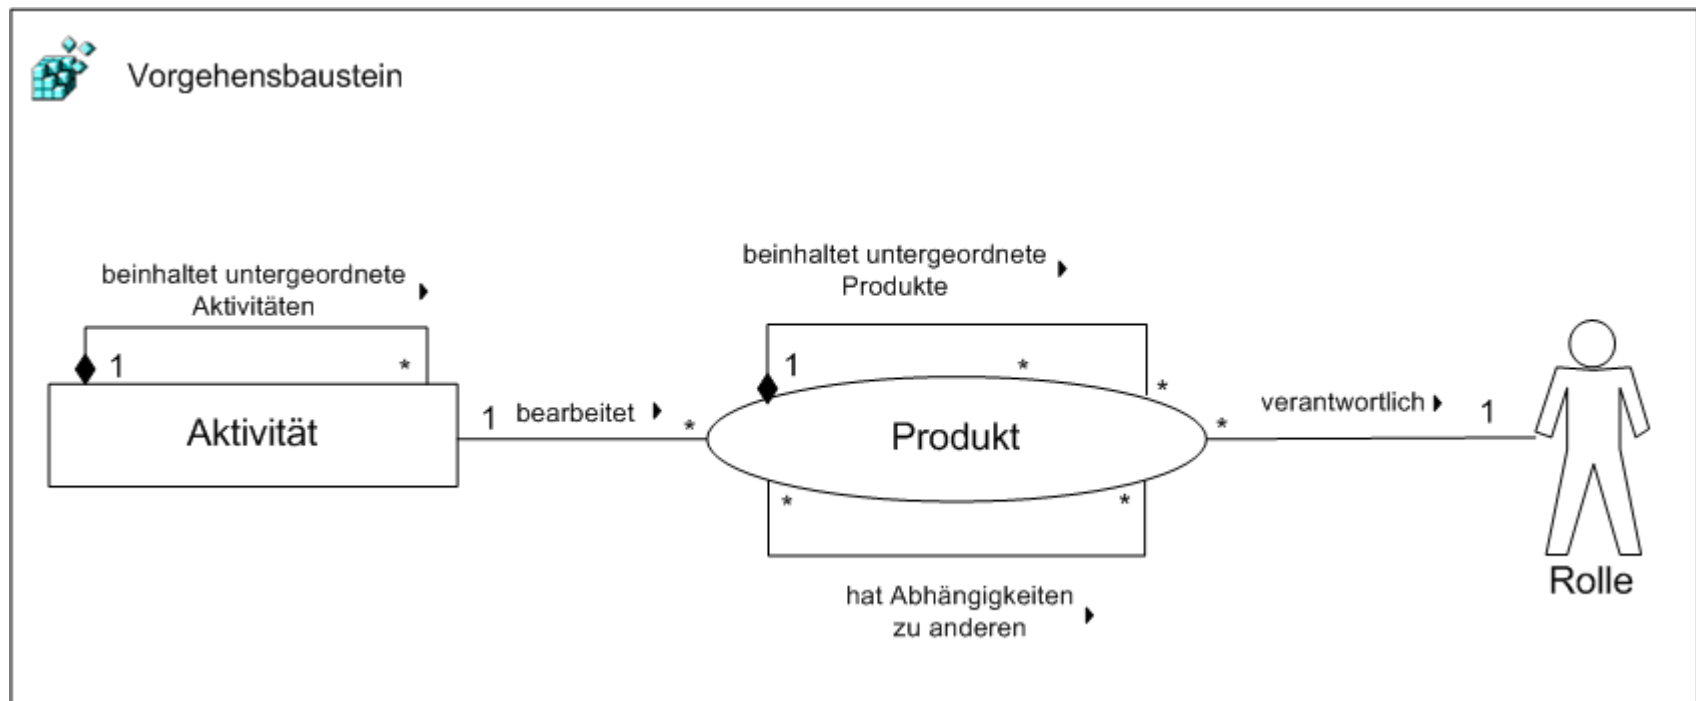 Vorgehensbaustein
beinhaltet untergeordnete
Aktivitäten
1
*
Aktivität
1
bearbeitet
*
beinhaltet untergeordnete
Produkte
1
*
*
Produkt
*
*
hat Abhängigkeiten
zu anderen
*
verantwortlich
1
Rolle